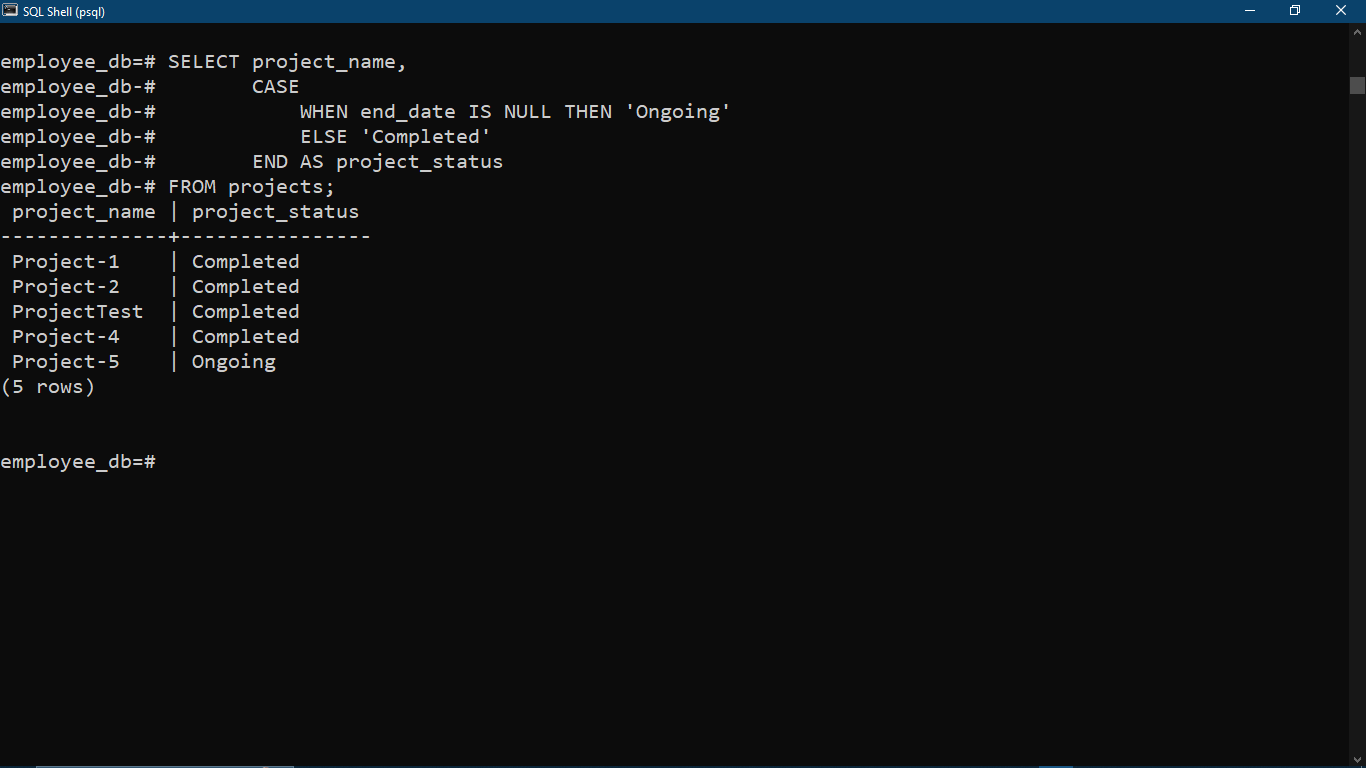 SQL Shell (psql)
employee_db=# SELECT project_name,
employee_db-#        CASE
employee_db-#            WHEN end_date IS NULL THEN 'Ongoing'
employee_db-#            ELSE 'Completed'
employee_db-#        END AS project_status
employee_db-# FROM projects;
 project_name | project_status
--------------+----------------
 Project-1    | Completed
 Project-2    | Completed
 ProjectTest  | Completed
 Project-4    | Completed
 Project-5    | Ongoing
(5 rows)
employee_db=#